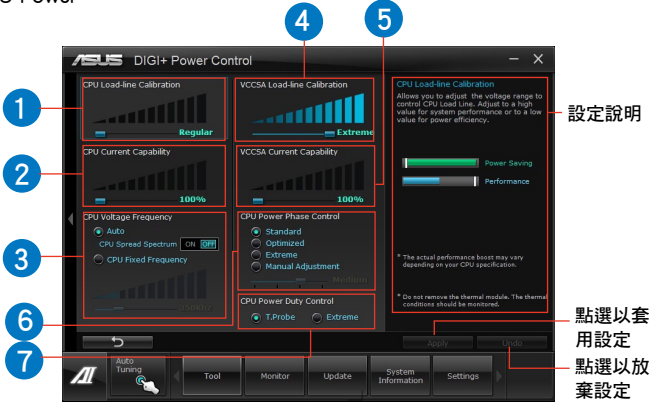 4
5
ASUS DIGI+ Power Control
1
CPU Load-line Calibration
Regular
VCCSA Load-line Calibration
Extreme
CPU Load-line Calibration
Allows you to adjust the voltage range to
control CPU Load Line. Adjust to a high
value for system performance or to a low
value for power efficiency.
設定說明
2
CPU Current Capability
100%
VCCSA Current Capability
100%
Power Saving
Performance
3
CPU Voltage Frequency
Auto
CPU Spread Spectrum ON OFF
CPU Fixed Frequency
CPU Power Phase Control
Standard
Optimized
Extreme
Manual Adjustment
Medium
* The actual performance boost may vary
depending on your CPU specification.
* Do not remove the thermal module. The thermal
conditions should be monitored.
6
CPU Power Duty Control
T.Probe Extreme
7
Apply Undo
點選以套
用設定
點選以放
棄設定
Auto
Tuning
Tool
Monitor
Update
System
Information
Settings